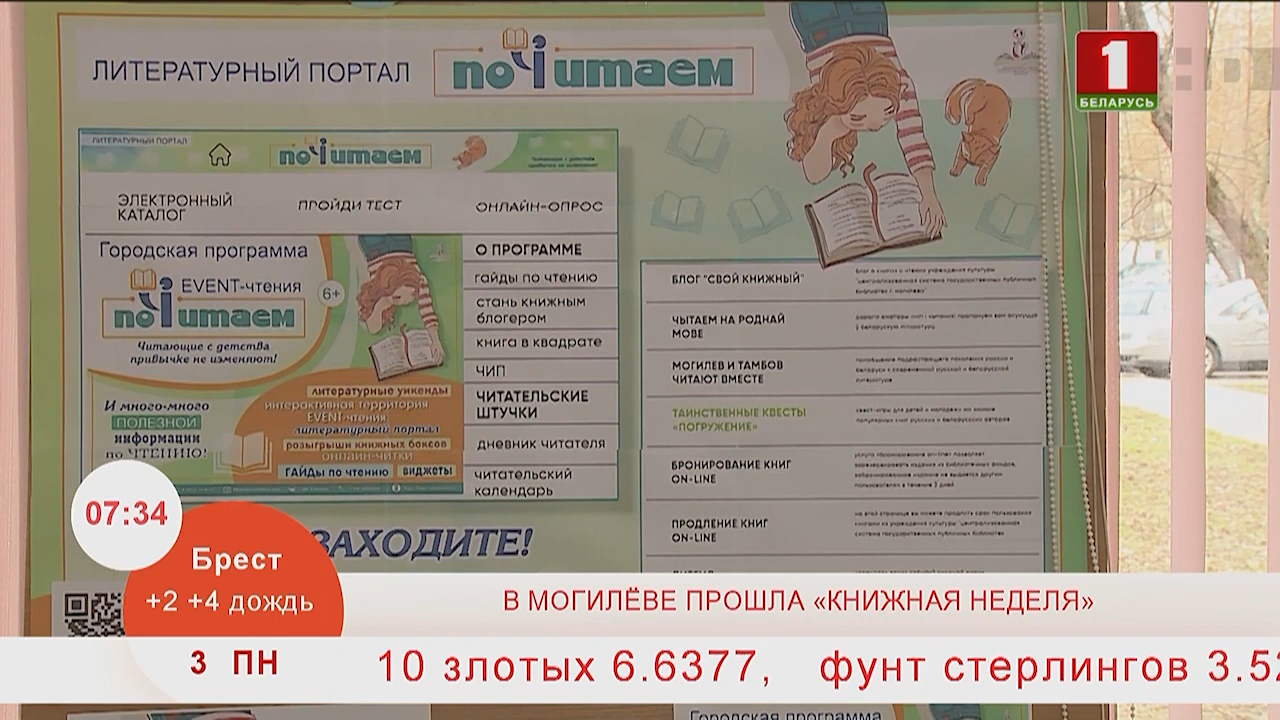 ЛИТЕРАТУРНЫЙ ПОРТАЛ
поЧитаем
1
БЕЛАРУСЬ
ЛИТЕРАТУРНЫЙ ПОРТАЛ
поЧитаем
ЭЛЕКТРОННЫЙ
КАТАЛОГ
ПРОЙДИ ТЕСТ
ОНЛАЙН-ОПРОС
Городская программа
EVENT-чтения
6+
поЧитаем
Читающие с детства
привычке не изменяют!
И много-много
ПОЛЕЗНОЙ
информации
по ЧТЕНИЮ!
литературные уикенды
интерактивная территория
EVENT-чтения
литературный портал
розыгрыши книжных боксов
ОНЛАЙН-ЧИТКИ
ГАЙДы по чтению
виджеты
О ПРОГРАММЕ
гайды по чтению
стань книжным
блогером
книга в квадрате
ЧИП
ЧИТАТЕЛЬСКИЕ
ШТУЧКИ
дневник читателя
читательский
календарь
БЛОГ "СВОЙ КНИЖНЫЙ"
ЧЫТАЕМ НА РОДНАЙ
МОВЕ
МОГИЛЕВ И ТАМБОВ
ЧИТАЮТ ВМЕСТЕ
ТАИНСТВЕННЫЕ КВЕСТЫ
«ПОГРУЖЕНИЕ»
БРОНИРОВАНИЕ КНИГ
ON-LINE
ПРОДЛЕНИЕ КНИГ
ON-LINE
ЗАХОДИТЕ!
07:34
Брест
+2 +4 дождь
3 ПН
В МОГИЛЁВЕ ПРОШЛА «КНИЖНАЯ НЕДЕЛЯ»
10 злотых 6.6377, фунт стерлингов 3.52
Городская программа